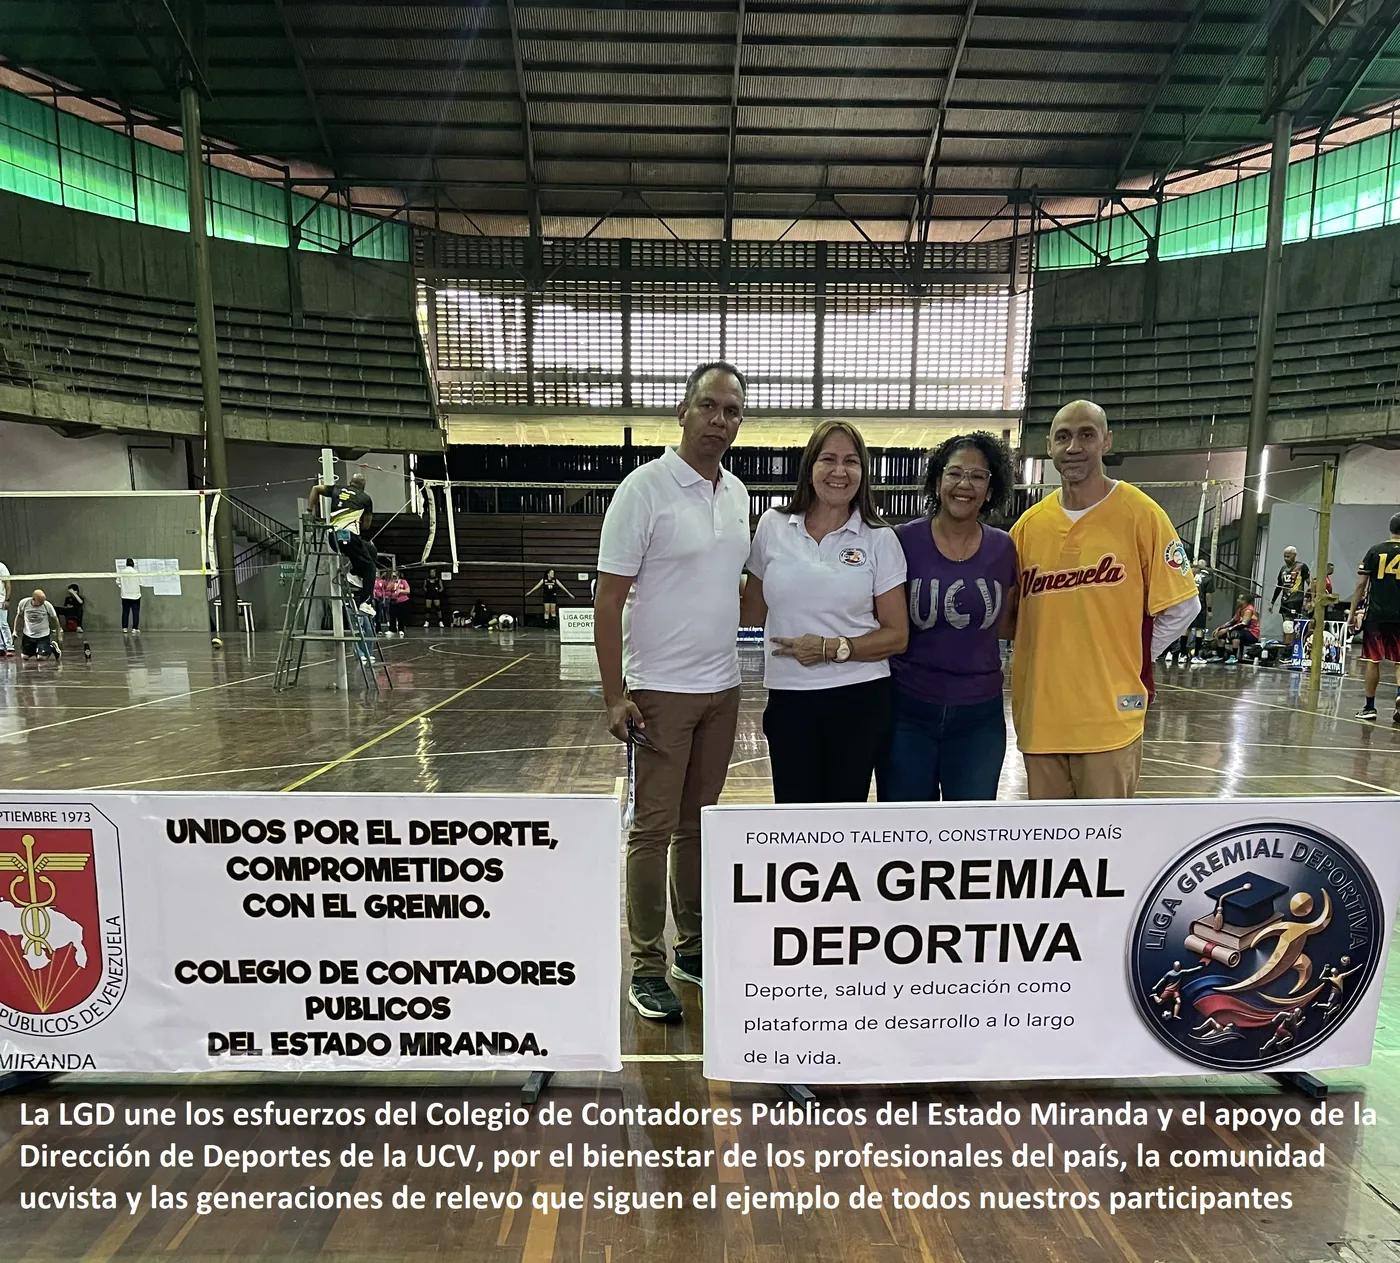 Venezuela
UCV
14
LIGA GRE
DEPORT
PTIEMBRE 1973
PÚBLICOS DE VENEZUELA
MIRANDA
UNIDOS POR EL DEPORTE,
COMPROMETIDOS
CON EL GREMIO.
COLEGIO DE CONTADORES
PUBLICOS
DEL ESTADO MIRANDA.
FORMANDO TALENTO, CONSTRUYENDO PAÍS
LIGA GREMIAL
DEPORTIVA
Deporte, salud y educación como
plataforma de desarrollo a lo largo
de la vida.
LIGA GREMIAL DEPORTIVA
La LGD une los esfuerzos del Colegio de Contadores Públicos del Estado Miranda y el apoyo de la
Dirección de Deportes de la UCV, por el bienestar de los profesionales del país, la comunidad
ucvista y las generaciones de relevo que siguen el ejemplo de todos nuestros participantes